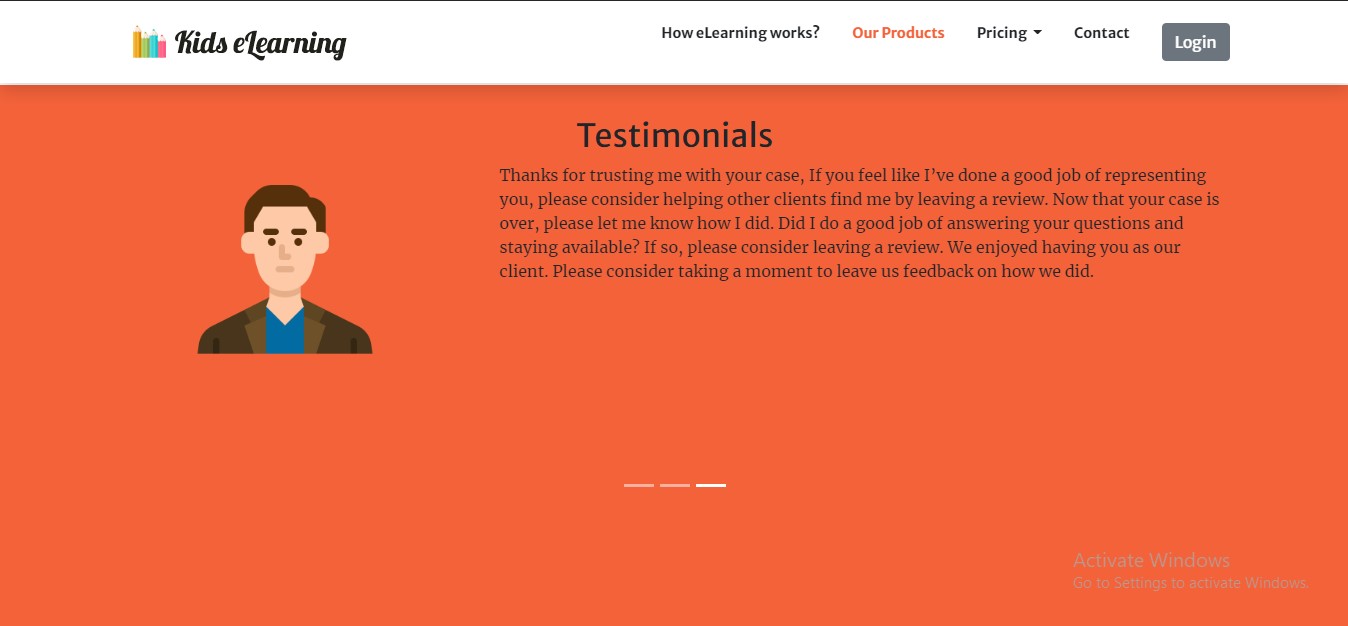 Kids eLearning
How eLearning works?
Our Products
Pricing
Contact
Login
Testimonials
Thanks for trusting me with your case, If you feel like I’ve done a good job of representing
you, please consider helping other clients find me by leaving a review. Now that your case is
over, please let me know how I did. Did I do a good job of answering your questions and
staying available? If so, please consider leaving a review. We enjoyed having you as our
client. Please consider taking a moment to leave us feedback on how we did.
Activate Windows
Go to Settings to activate Windows.